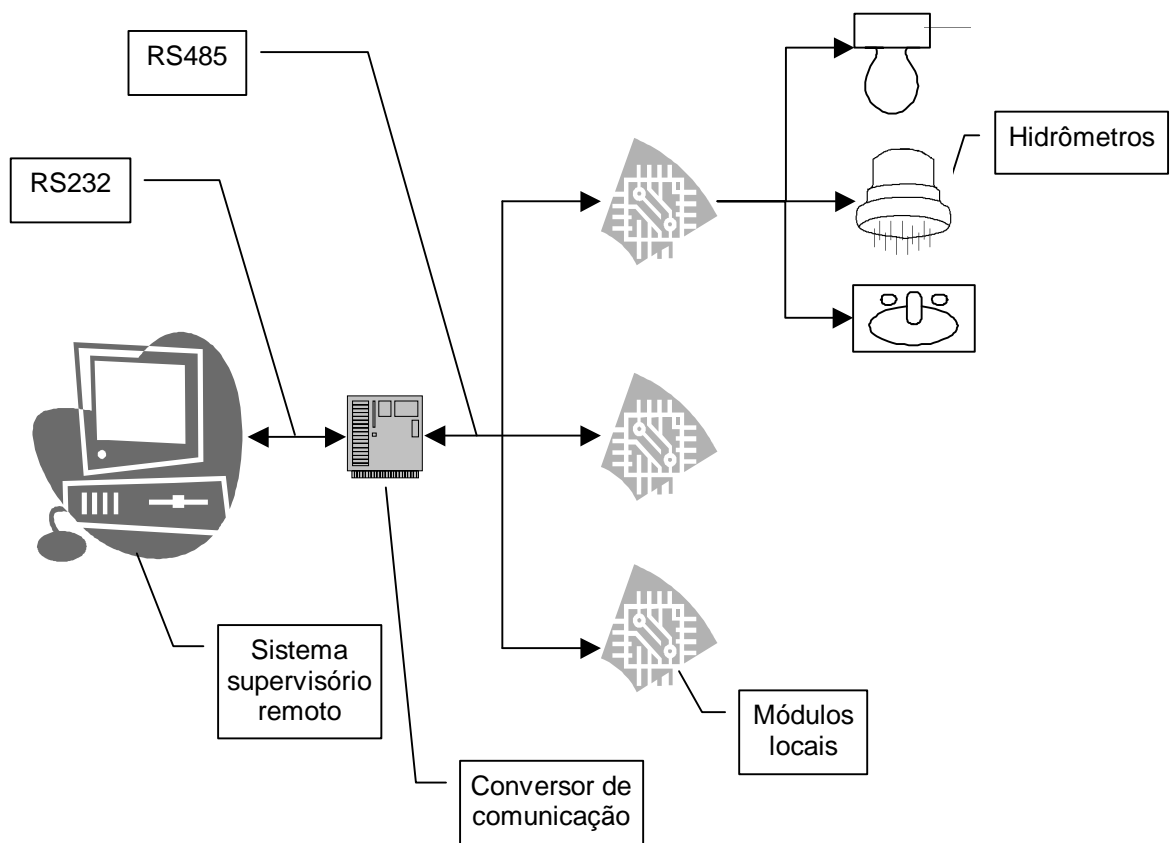 RS485
RS232
Hidrômetros
Sistema
supervisório
remoto
Módulos
locais
Conversor de
comunicação